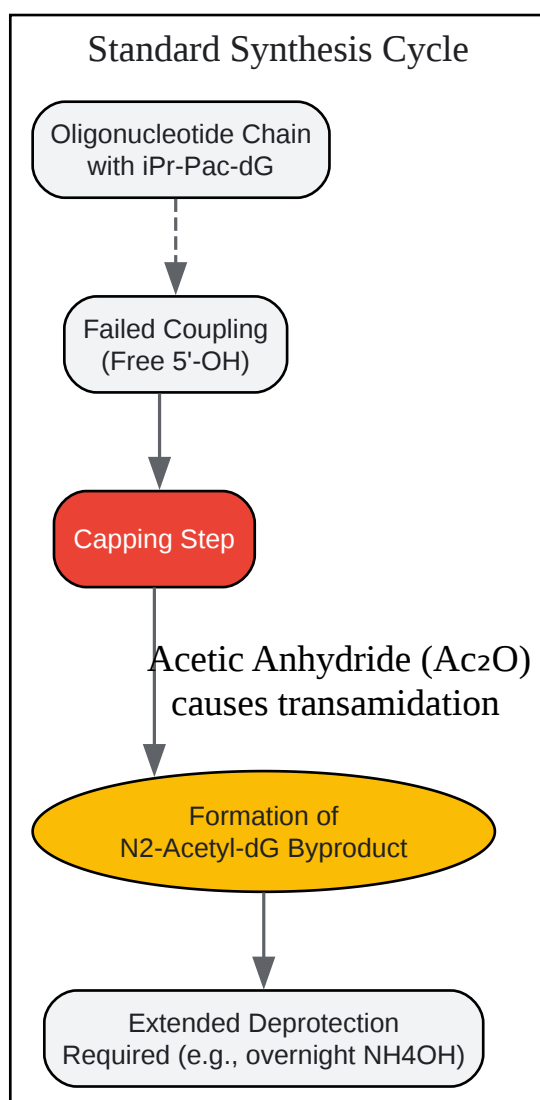 Standard Synthesis Cycle
Oligonucleotide Chain
with iPr-Pac-dG
Failed Coupling
(Free 5'-OH)
Capping Step
Acetic Anhydride (Ac₂O)
causes transamidation
Formation of
N2-Acetyl-dG Byproduct
Extended Deprotection
Required (e.g., overnight NH4OH)